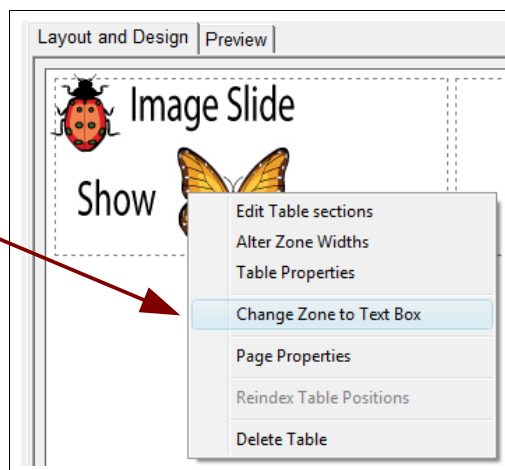 Layout and Design Preview
Image Slide
Show
Edit Table sections
Alter Zone Widths
Table Properties
Change Zone to Text Box
Page Properties
Reindex Table Positions
Delete Table